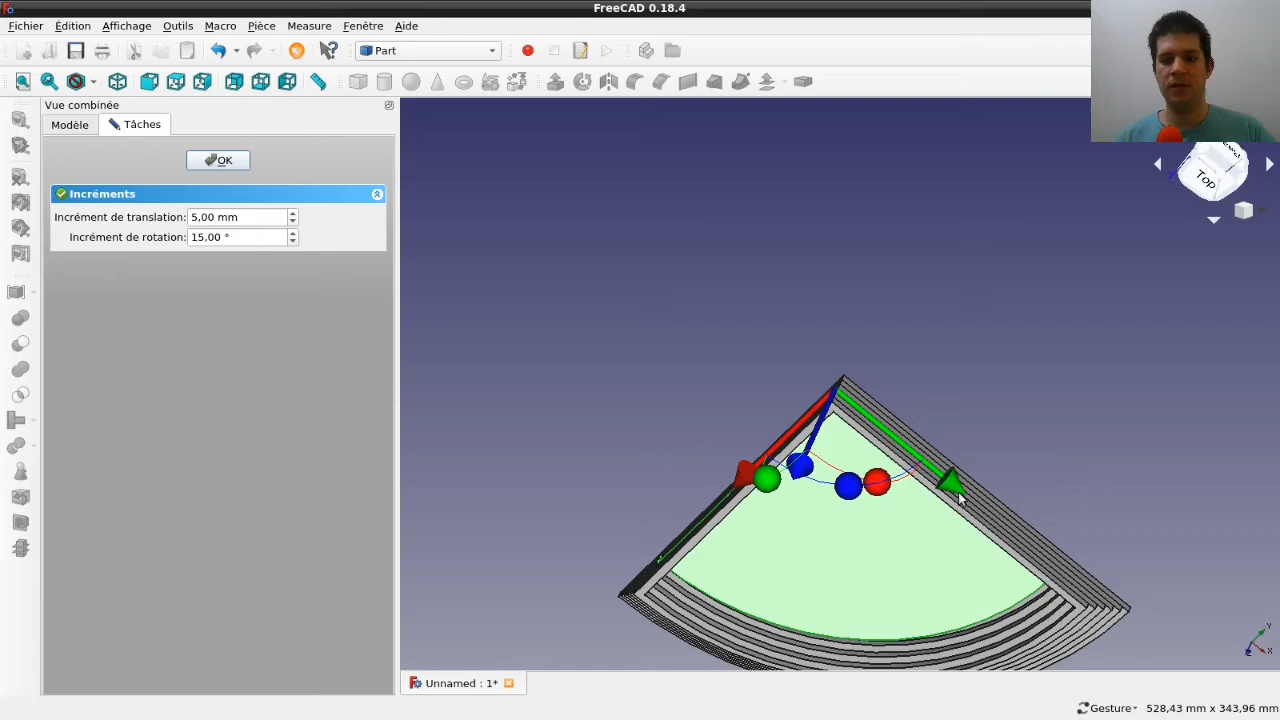 FreeCAD 0.18.4
Fichier Édition Affichage Outils Macro Pièce Measure Fenêtre Aide
Part
Vue combinée
Modèle Tâches
OK
Incréments
Incrément de translation: 5,00 mm
Incrément de rotation: 15,00 °
Top
Y
X
Unnamed : 1*
Gesture 528,43 mm x 343,96 mm